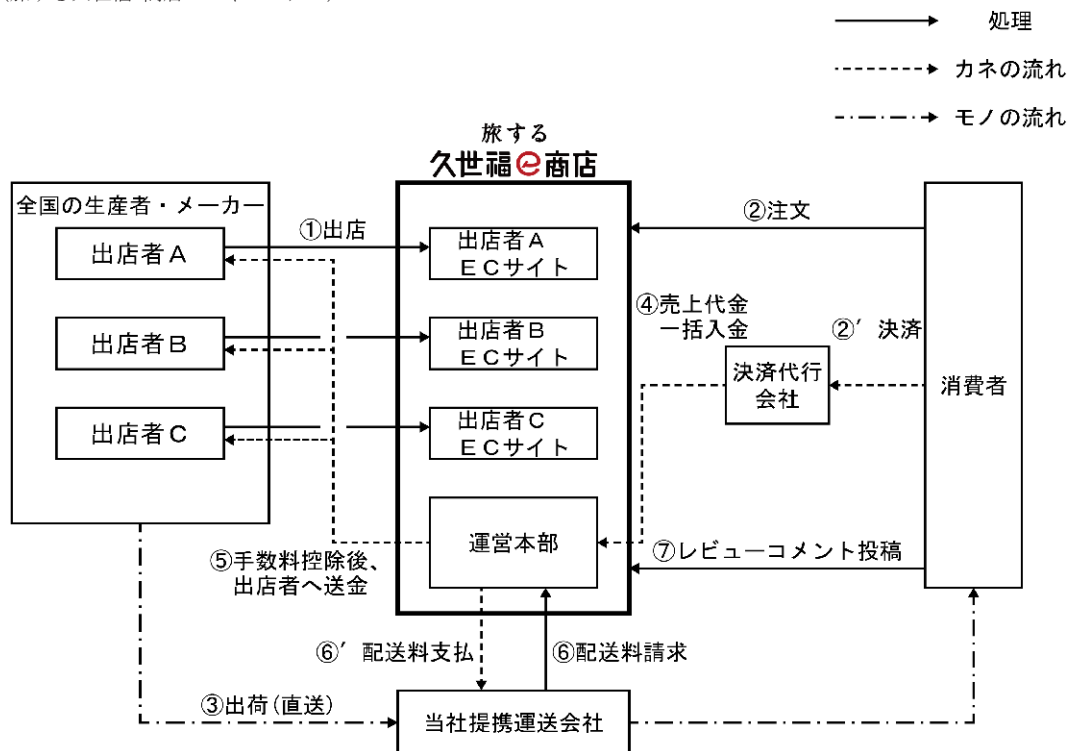 処理
カネの流れ
モノの流れ
旅する
久世福e商店
全国の生産者・メーカー
出店者A
出店者B
出店者C
①出店
出店者A
ECサイト
出店者B
ECサイト
出店者C
ECサイト
運営本部
②注文
④売上代金
一括入金
②′決済
決済代行
会社
消費者
⑤手数料控除後、
出店者へ送金
⑦レビューコメント投稿
⑥′配送料支払
⑥配送料請求
③出荷(直送)
当社提携運送会社